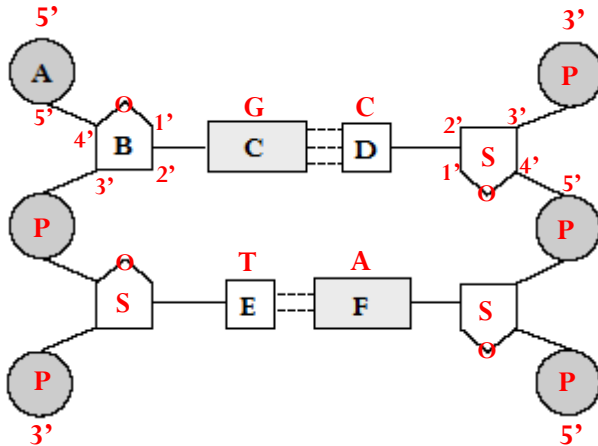 5’ 3’
A P
O G C 3’
5’ 4’ 1’ 2’
B C D S
3’ 2’ 1’ O 4’
P 5’ P
O T A
S E F S
O
P P
3’ 5’